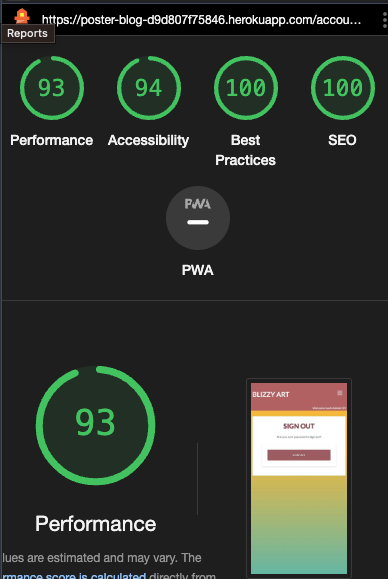 https://poster-blog-d9d807f75846.herokuapp.com/accou...
Reports
93
94
100
100
Performance
Accessibility
Best
Practices
SEO
PWA
PWA
93
Performance
lues are estimated and may vary. The
rmance score is calculated directly from
BLIZZY ART
SIGN OUT